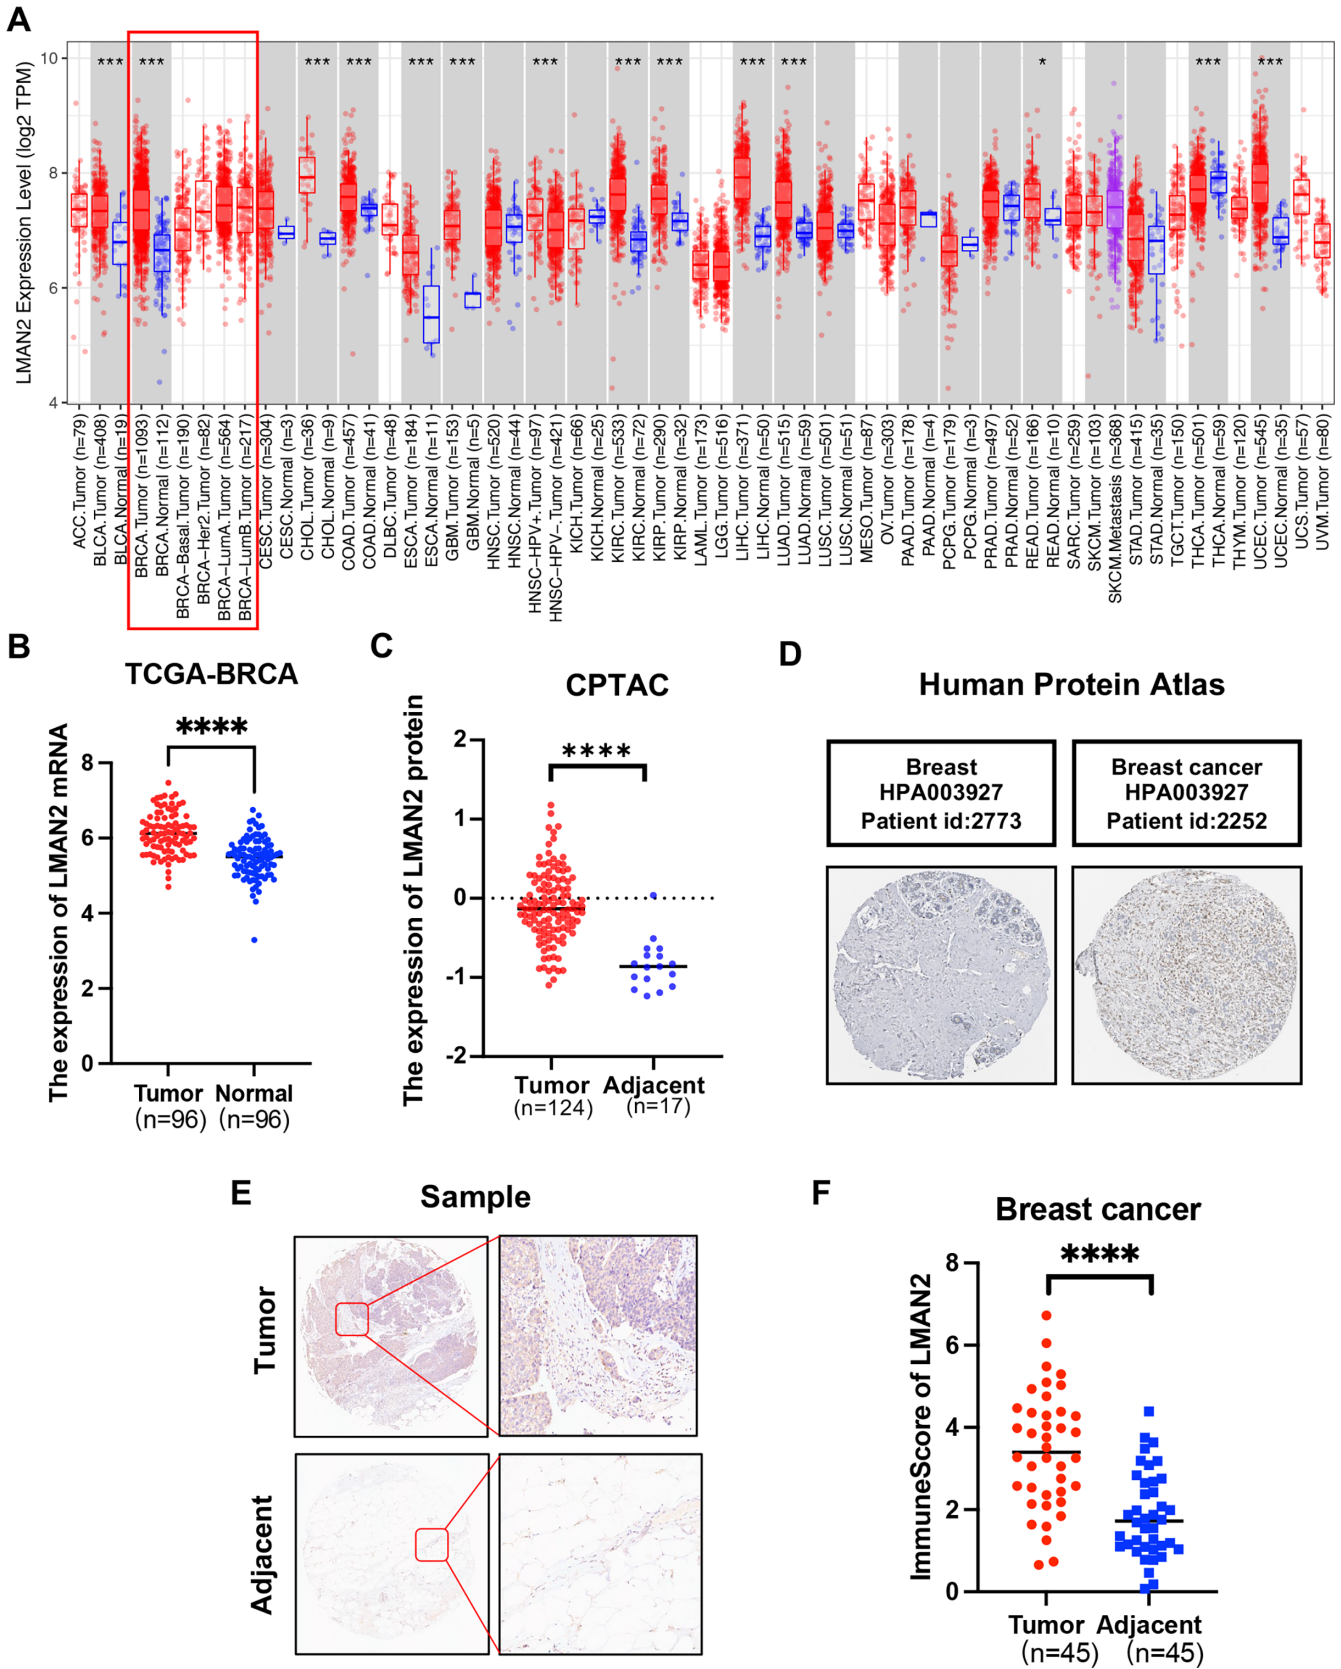 A
LMAN2 Expression Level (log2 TPM)
10
8
6
4
*** *** *** *** *** *** *** *** *** *** *** * *** ***
ACC.Tumor (n=79)
BLCA.Tumor (n=408)
BLCA.Normal (n=19)
BRCA.Tumor (n=1093)
BRCA.Normal (n=112)
BRCA-Basal.Tumor (n=190)
BRCA-Her2.Tumor (n=82)
BRCA-LumA.Tumor (n=564)
BRCA-LumB.Tumor (n=217)
CESC.Tumor (n=304)
CESC.Normal (n=3)
CHOL.Tumor (n=36)
CHOL.Normal (n=9)
COAD.Tumor (n=457)
COAD.Normal (n=41)
DLBC.Tumor (n=48)
ESCA.Tumor (n=184)
ESCA.Normal (n=11)
GBM.Tumor (n=153)
GBM.Normal (n=5)
HNSC.Tumor (n=520)
HNSC.Normal (n=44)
HNSC-HPV+.Tumor (n=97)
HNSC-HPV-.Tumor (n=421)
KICH.Tumor (n=66)
KICH.Normal (n=25)
KIRC.Tumor (n=533)
KIRC.Normal (n=72)
KIRP.Tumor (n=290)
KIRP.Normal (n=32)
LAML.Tumor (n=173)
LGG.Tumor (n=516)
LIHC.Tumor (n=371)
LIHC.Normal (n=50)
LUAD.Tumor (n=515)
LUAD.Normal (n=59)
LUSC.Tumor (n=501)
LUSC.Normal (n=51)
MESO.Tumor (n=87)
OV.Tumor (n=303)
PAAD.Tumor (n=178)
PAAD.Normal (n=4)
PCPG.Tumor (n=179)
PCPG.Normal (n=3)
PRAD.Tumor (n=497)
PRAD.Normal (n=52)
READ.Tumor (n=166)
READ.Normal (n=10)
SARC.Tumor (n=259)
SKCM.Tumor (n=103)
SKCM.Metastasis (n=368)
STAD.Tumor (n=415)
STAD.Normal (n=35)
TGCT.Tumor (n=150)
THCA.Tumor (n=501)
THCA.Normal (n=59)
THYM.Tumor (n=120)
UCEC.Tumor (n=545)
UCEC.Normal (n=35)
UCS.Tumor (n=57)
UVM.Tumor (n=80)
B
TCGA-BRCA
****
The expression of LMAN2 mRNA
8
6
4
2
0
Tumor Normal
(n=96) (n=96)
C
CPTAC
****
The expression of LMAN2 protein
2
1
0
-1
-2
Tumor Adjacent
(n=124) (n=17)
D
Human Protein Atlas
Breast
HPA003927
Patient id:2773
Breast cancer
HPA003927
Patient id:2252
E
Sample
Tumor
Adjacent
F
Breast cancer
****
ImmuneScore of LMAN2
8
6
4
2
0
Tumor Adjacent
(n=45) (n=45)